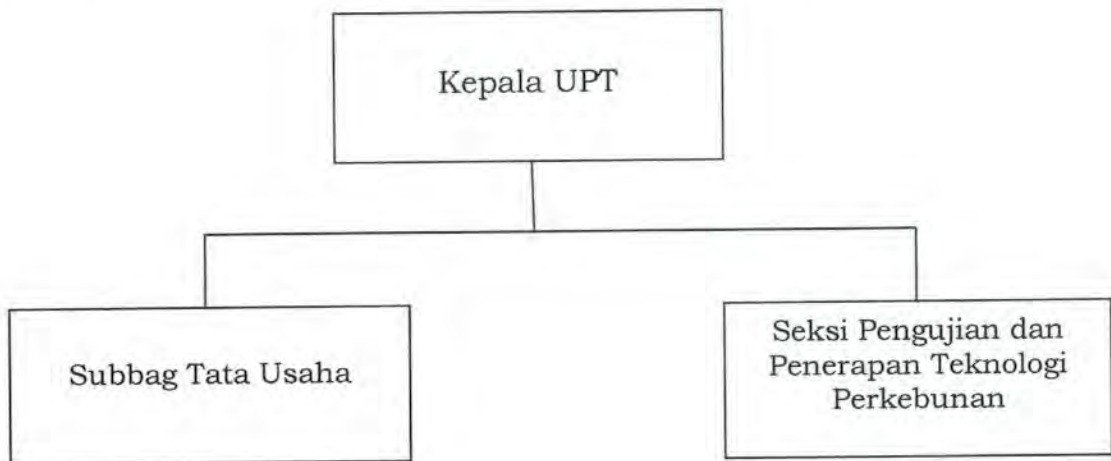 Kepala UPT
Subbag Tata Usaha
Seksi Pengujian dan
Penerapan Teknologi
Perkebunan